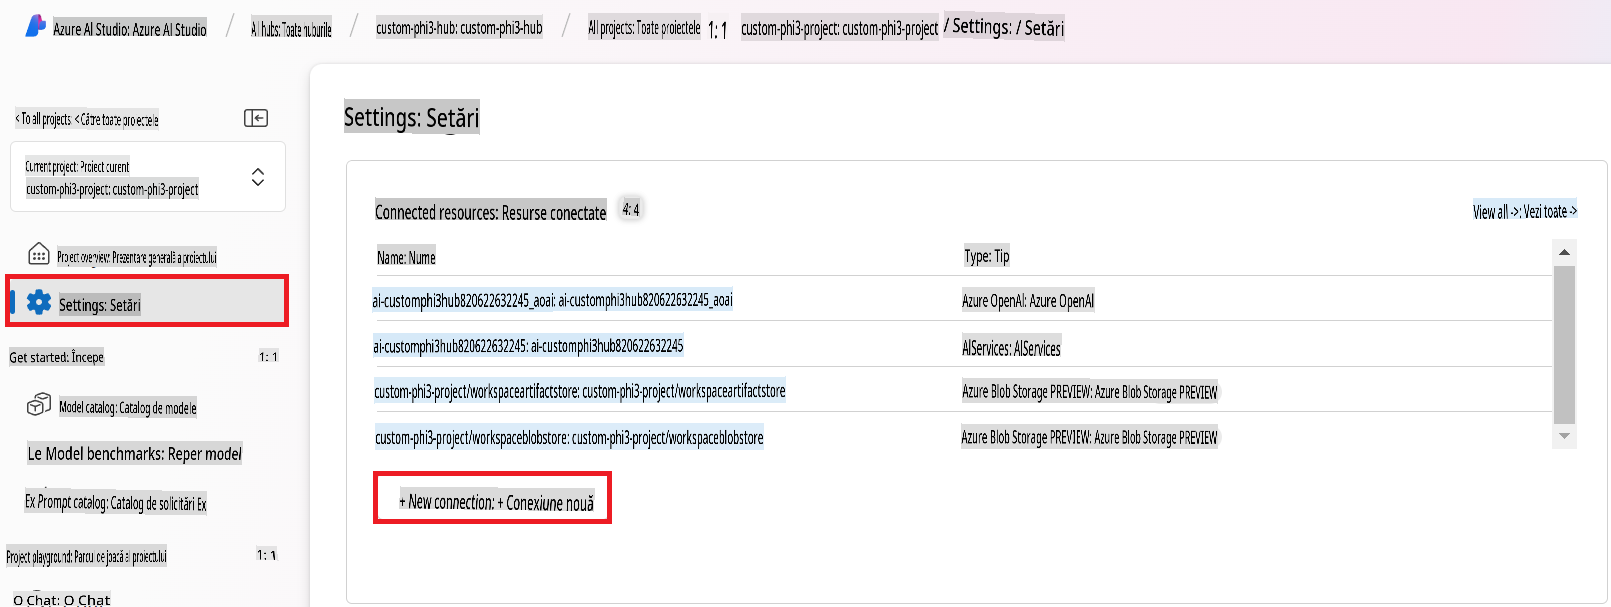 Azure AI Studio: Azure AI Studio / All hubs: Toate huburile / custom-phi3-hub: custom-phi3-hub / All projects: Toate proiectele 1: 1 custom-phi3-project: custom-phi3-project / Settings: / Setări
< To all projects: < Către toate proiectele
Current project: Proiect curent
custom-phi3-project: custom-phi3-project
Project overview: Prezentare generală a proiectului
Settings: Setări
Get started: Începe 1: 1
Model catalog: Catalog de modele
Le Model benchmarks: Reper model
Ex Prompt catalog: Catalog de solicitări Ex
Project playground: Parcul de joacă al proiectului 1: 1
O Chat: O Chat
Settings: Setări
Connected resources: Resurse conectate 4: 4
View all ->: Vezi toate ->
Name: Nume Type: Tip
ai-customphi3hub820622632245_aoai: ai-customphi3hub820622632245_aoai Azure OpenAI: Azure OpenAI
ai-customphi3hub820622632245: ai-customphi3hub820622632245 AIServices: AIServices
custom-phi3-project/workspaceartifactstore: custom-phi3-project/workspaceartifactstore Azure Blob Storage PREVIEW: Azure Blob Storage PREVIEW
custom-phi3-project/workspaceblobstore: custom-phi3-project/workspaceblobstore Azure Blob Storage PREVIEW: Azure Blob Storage PREVIEW
+ New connection: + Conexiune nouă